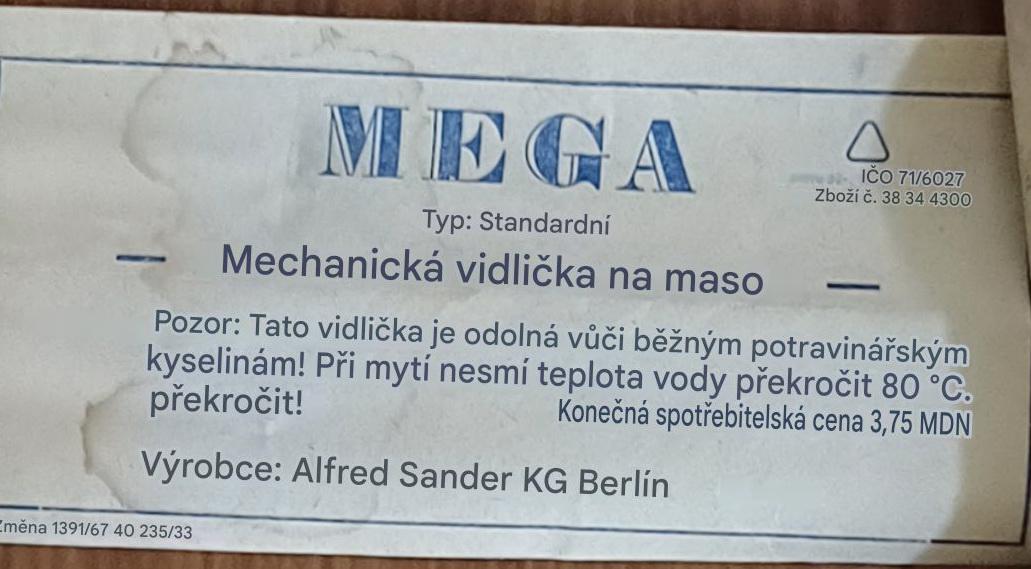 MEGA
IČO 71/6027
Zboží č. 38 34 4300
Typ: Standardní
Mechanická vidlička na maso
Pozor: Tato vidlička je odolná vůči běžným potravinářským
kyselinám! Při mytí nesmí teplota vody překročit 80 °C.
překročit!
Konečná spotřebitelská cena 3,75 MDN
Výrobce: Alfred Sander KG Berlín
Změna 1391/67 40 235/33